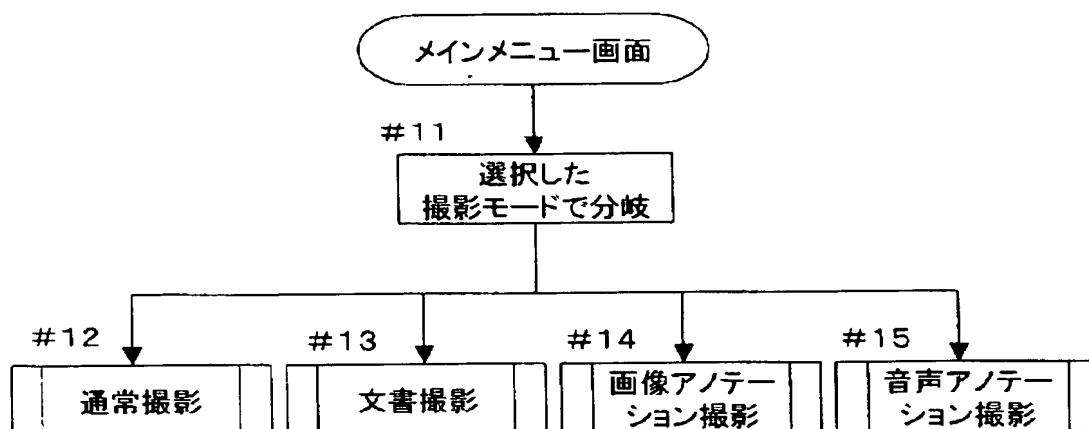 メインメニュー画面
#11
選択した
撮影モードで分岐
#12
通常撮影
#13
文書撮影
#14
画像アノテー
ション撮影
#15
音声アノテー
ション撮影